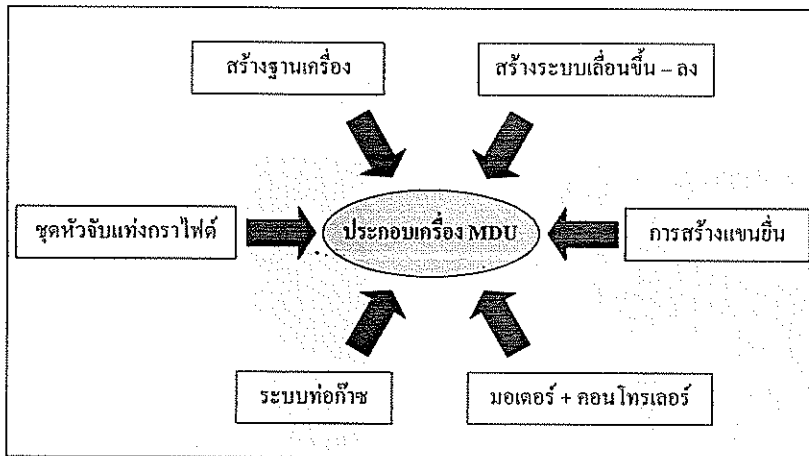 สร้างฐานเครื่อง
สร้างระบบเลื่อนขึ้น – ลง
ชุดหัวจับแท่งกราไฟต์
ประกอบเครื่อง MDU
การสร้างแขนยื่น
ระบบท่อก๊าซ
มอเตอร์ + คอนโทรเลอร์